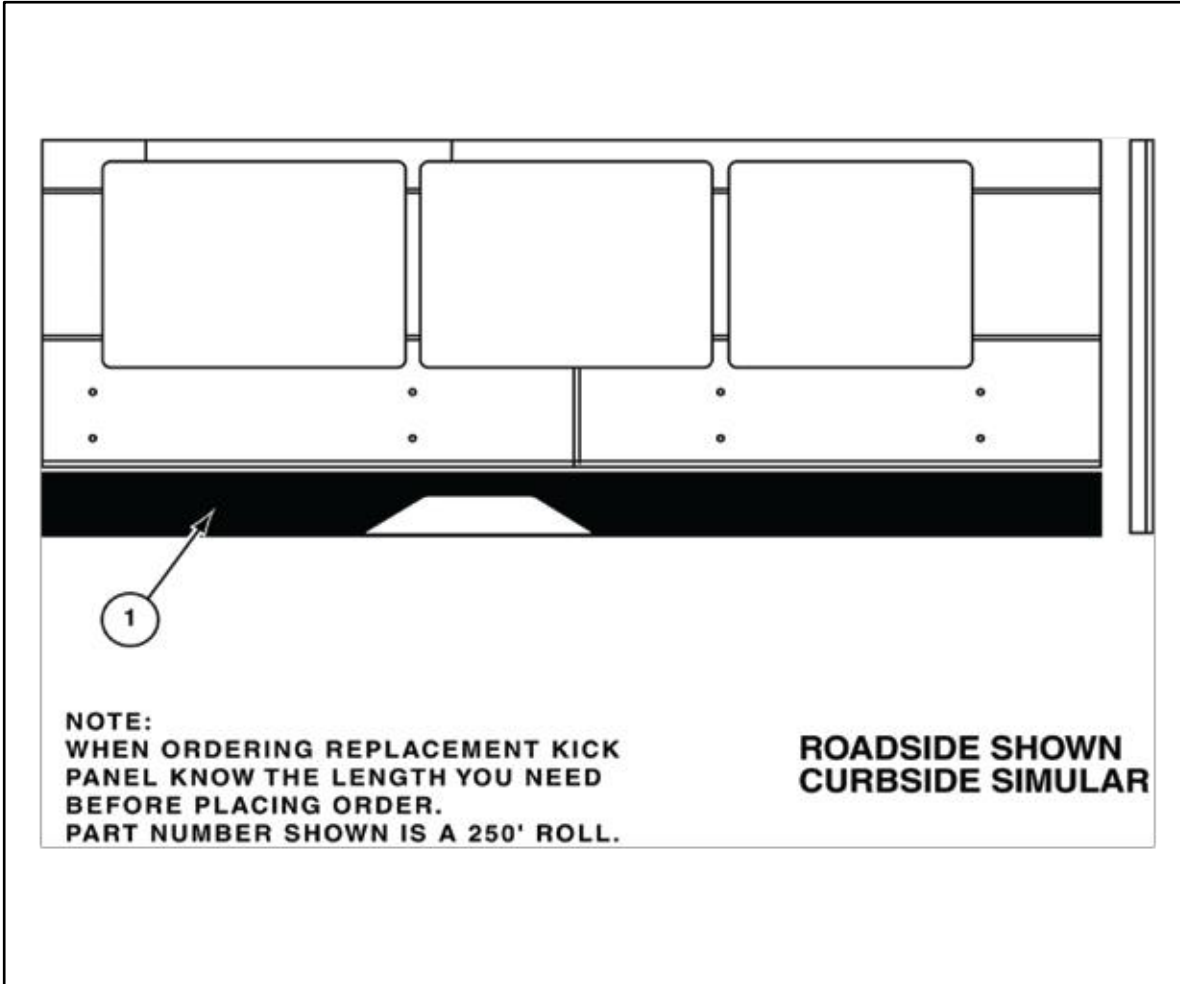 1
NOTE:
WHEN ORDERING REPLACEMENT KICK
PANEL KNOW THE LENGTH YOU NEED
BEFORE PLACING ORDER.
PART NUMBER SHOWN IS A 250' ROLL.
ROADSIDE SHOWN
CURBSIDE SIMULAR